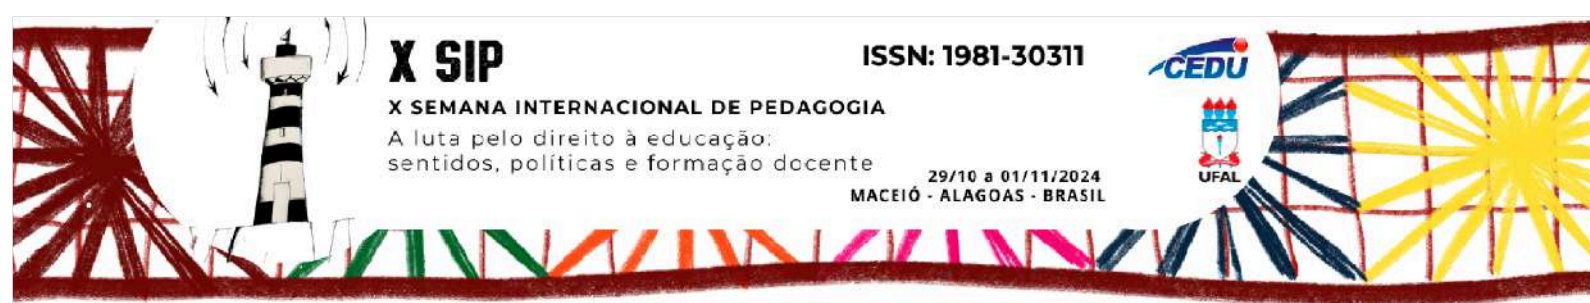 X SIP
ISSN: 1981-30311
CEDU
X SEMANA INTERNACIONAL DE PEDAGOGIA
A luta pelo direito à educação:
sentidos, políticas e formação docente
29/10 a 01/11/2024
MACEIÓ - ALAGOAS - BRASIL
UFAL